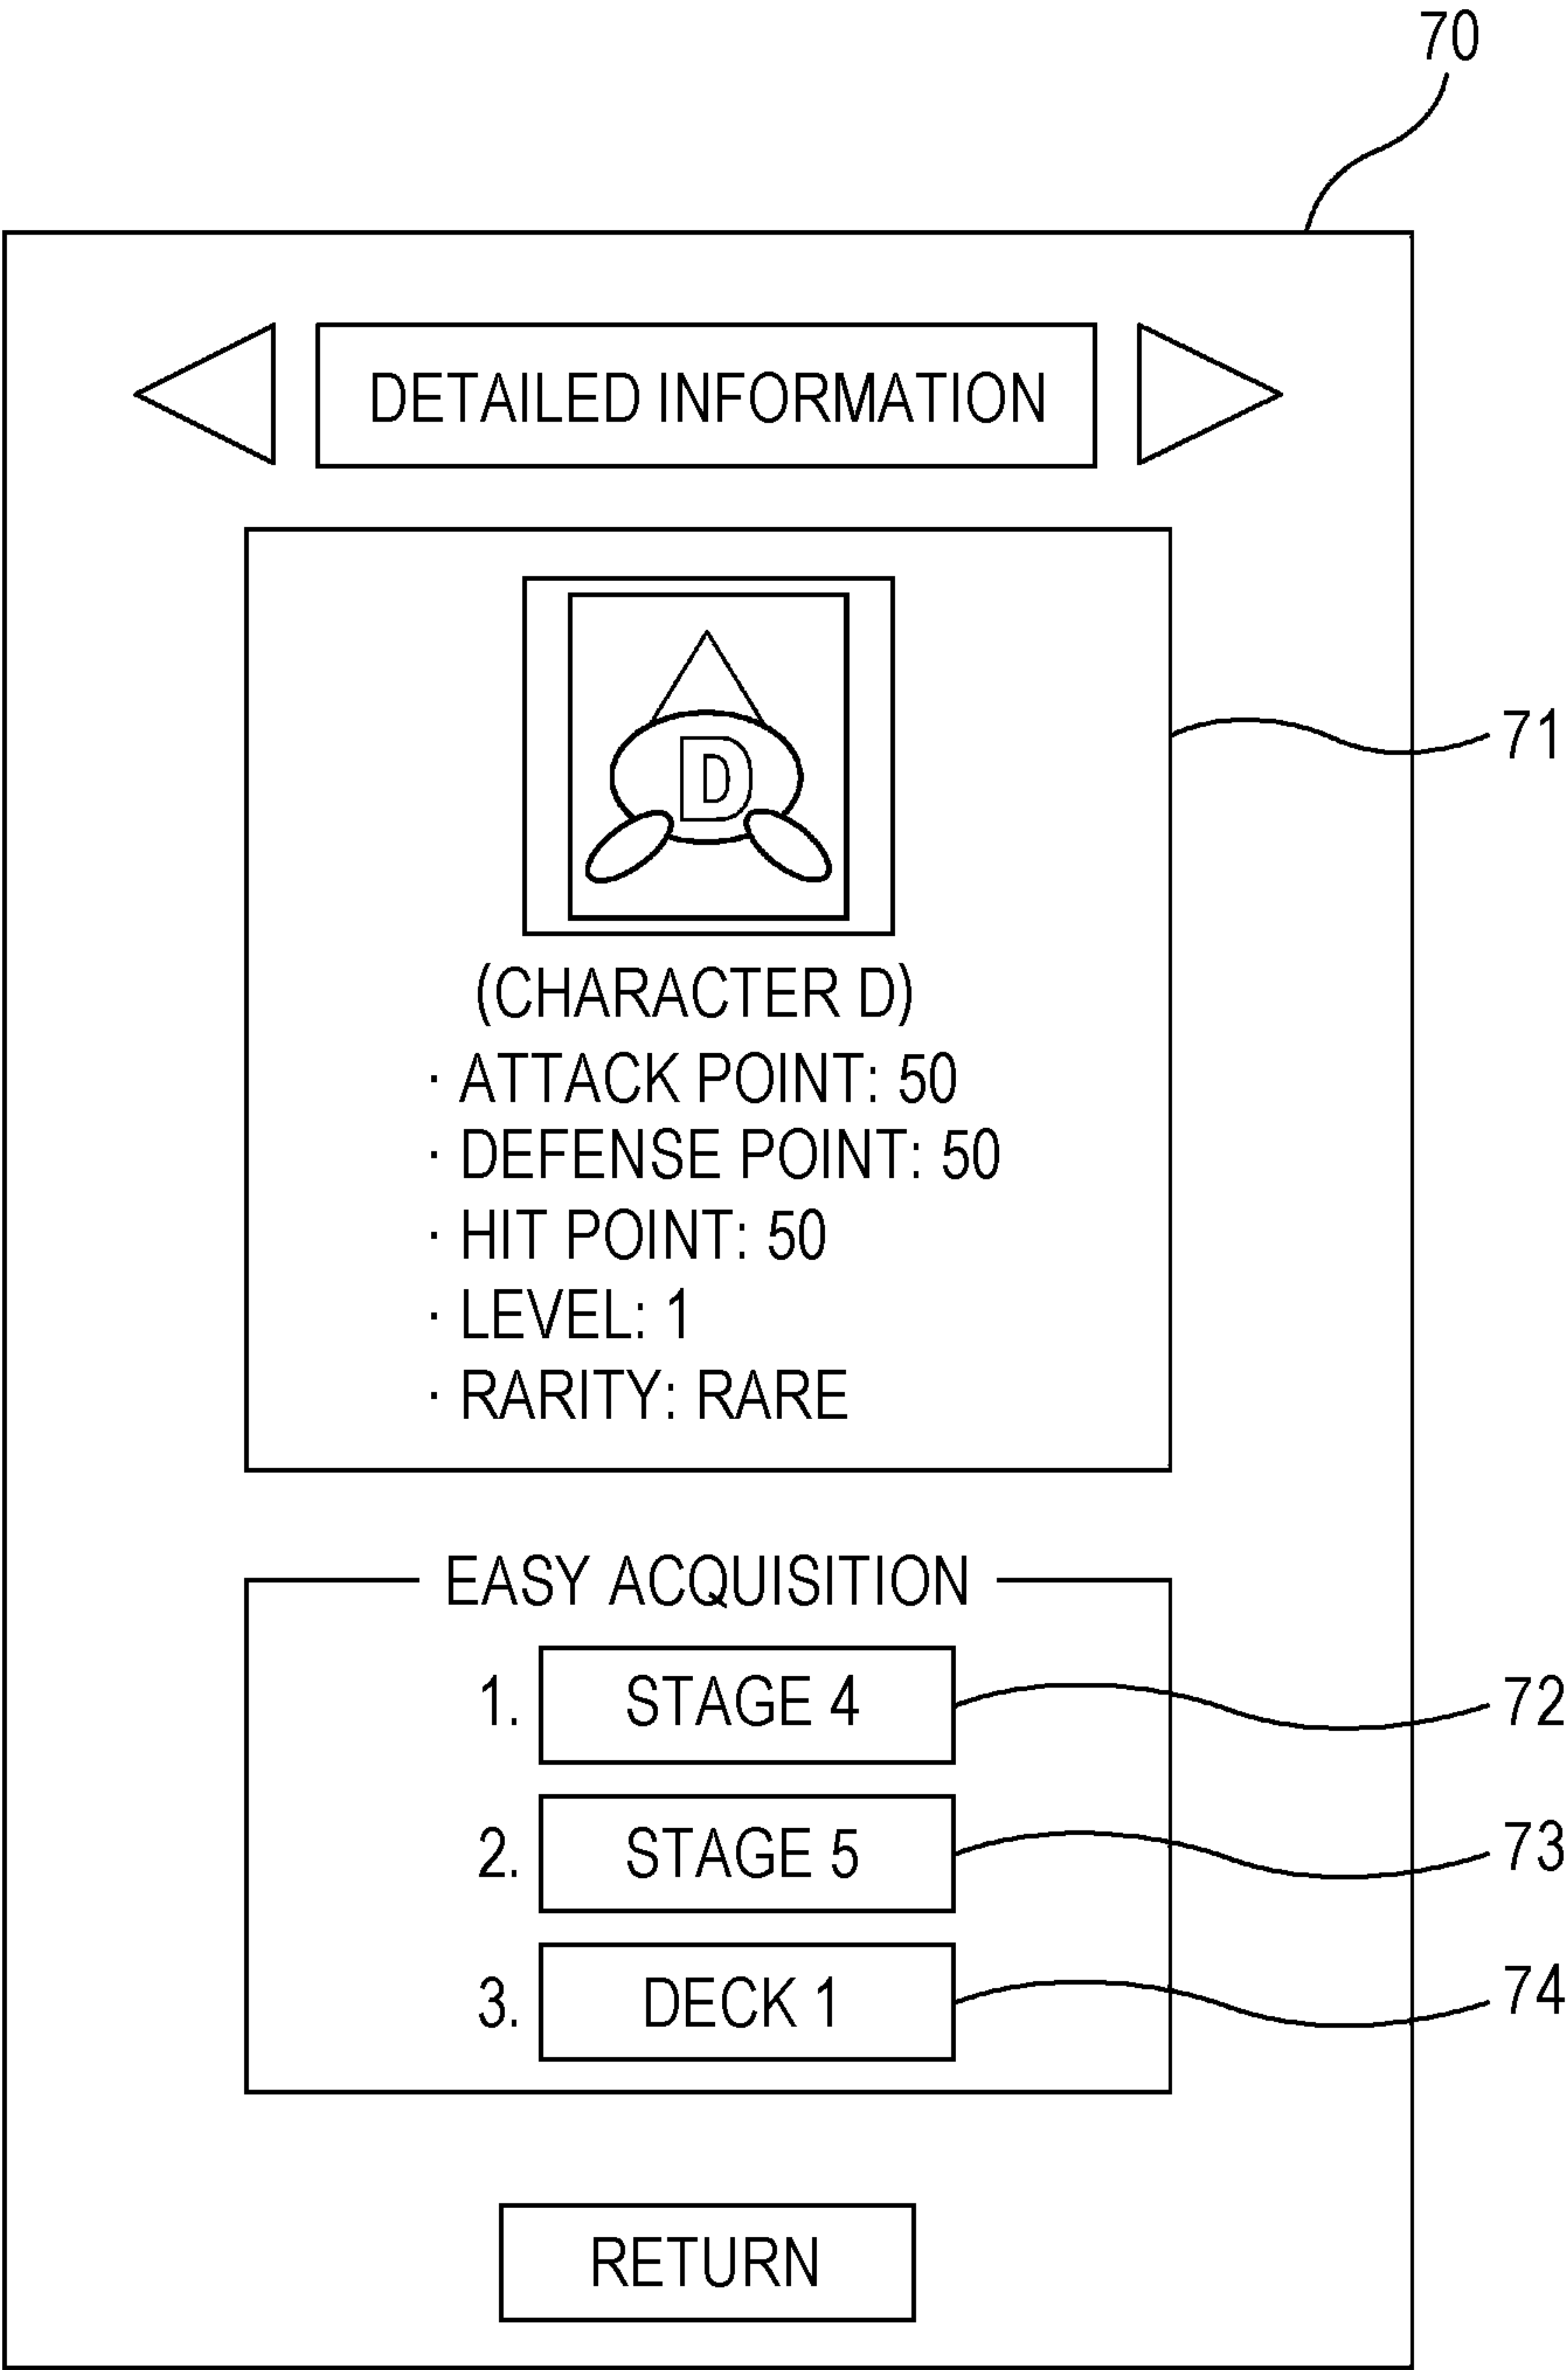 70
DETAILED INFORMATION
D
71
(CHARACTER D)
· ATTACK POINT: 50
· DEFENSE POINT: 50
· HIT POINT: 50
· LEVEL: 1
· RARITY: RARE
EASY ACQUISITION
1. STAGE 4 72
2. STAGE 5 73
3. DECK 1 74
RETURN